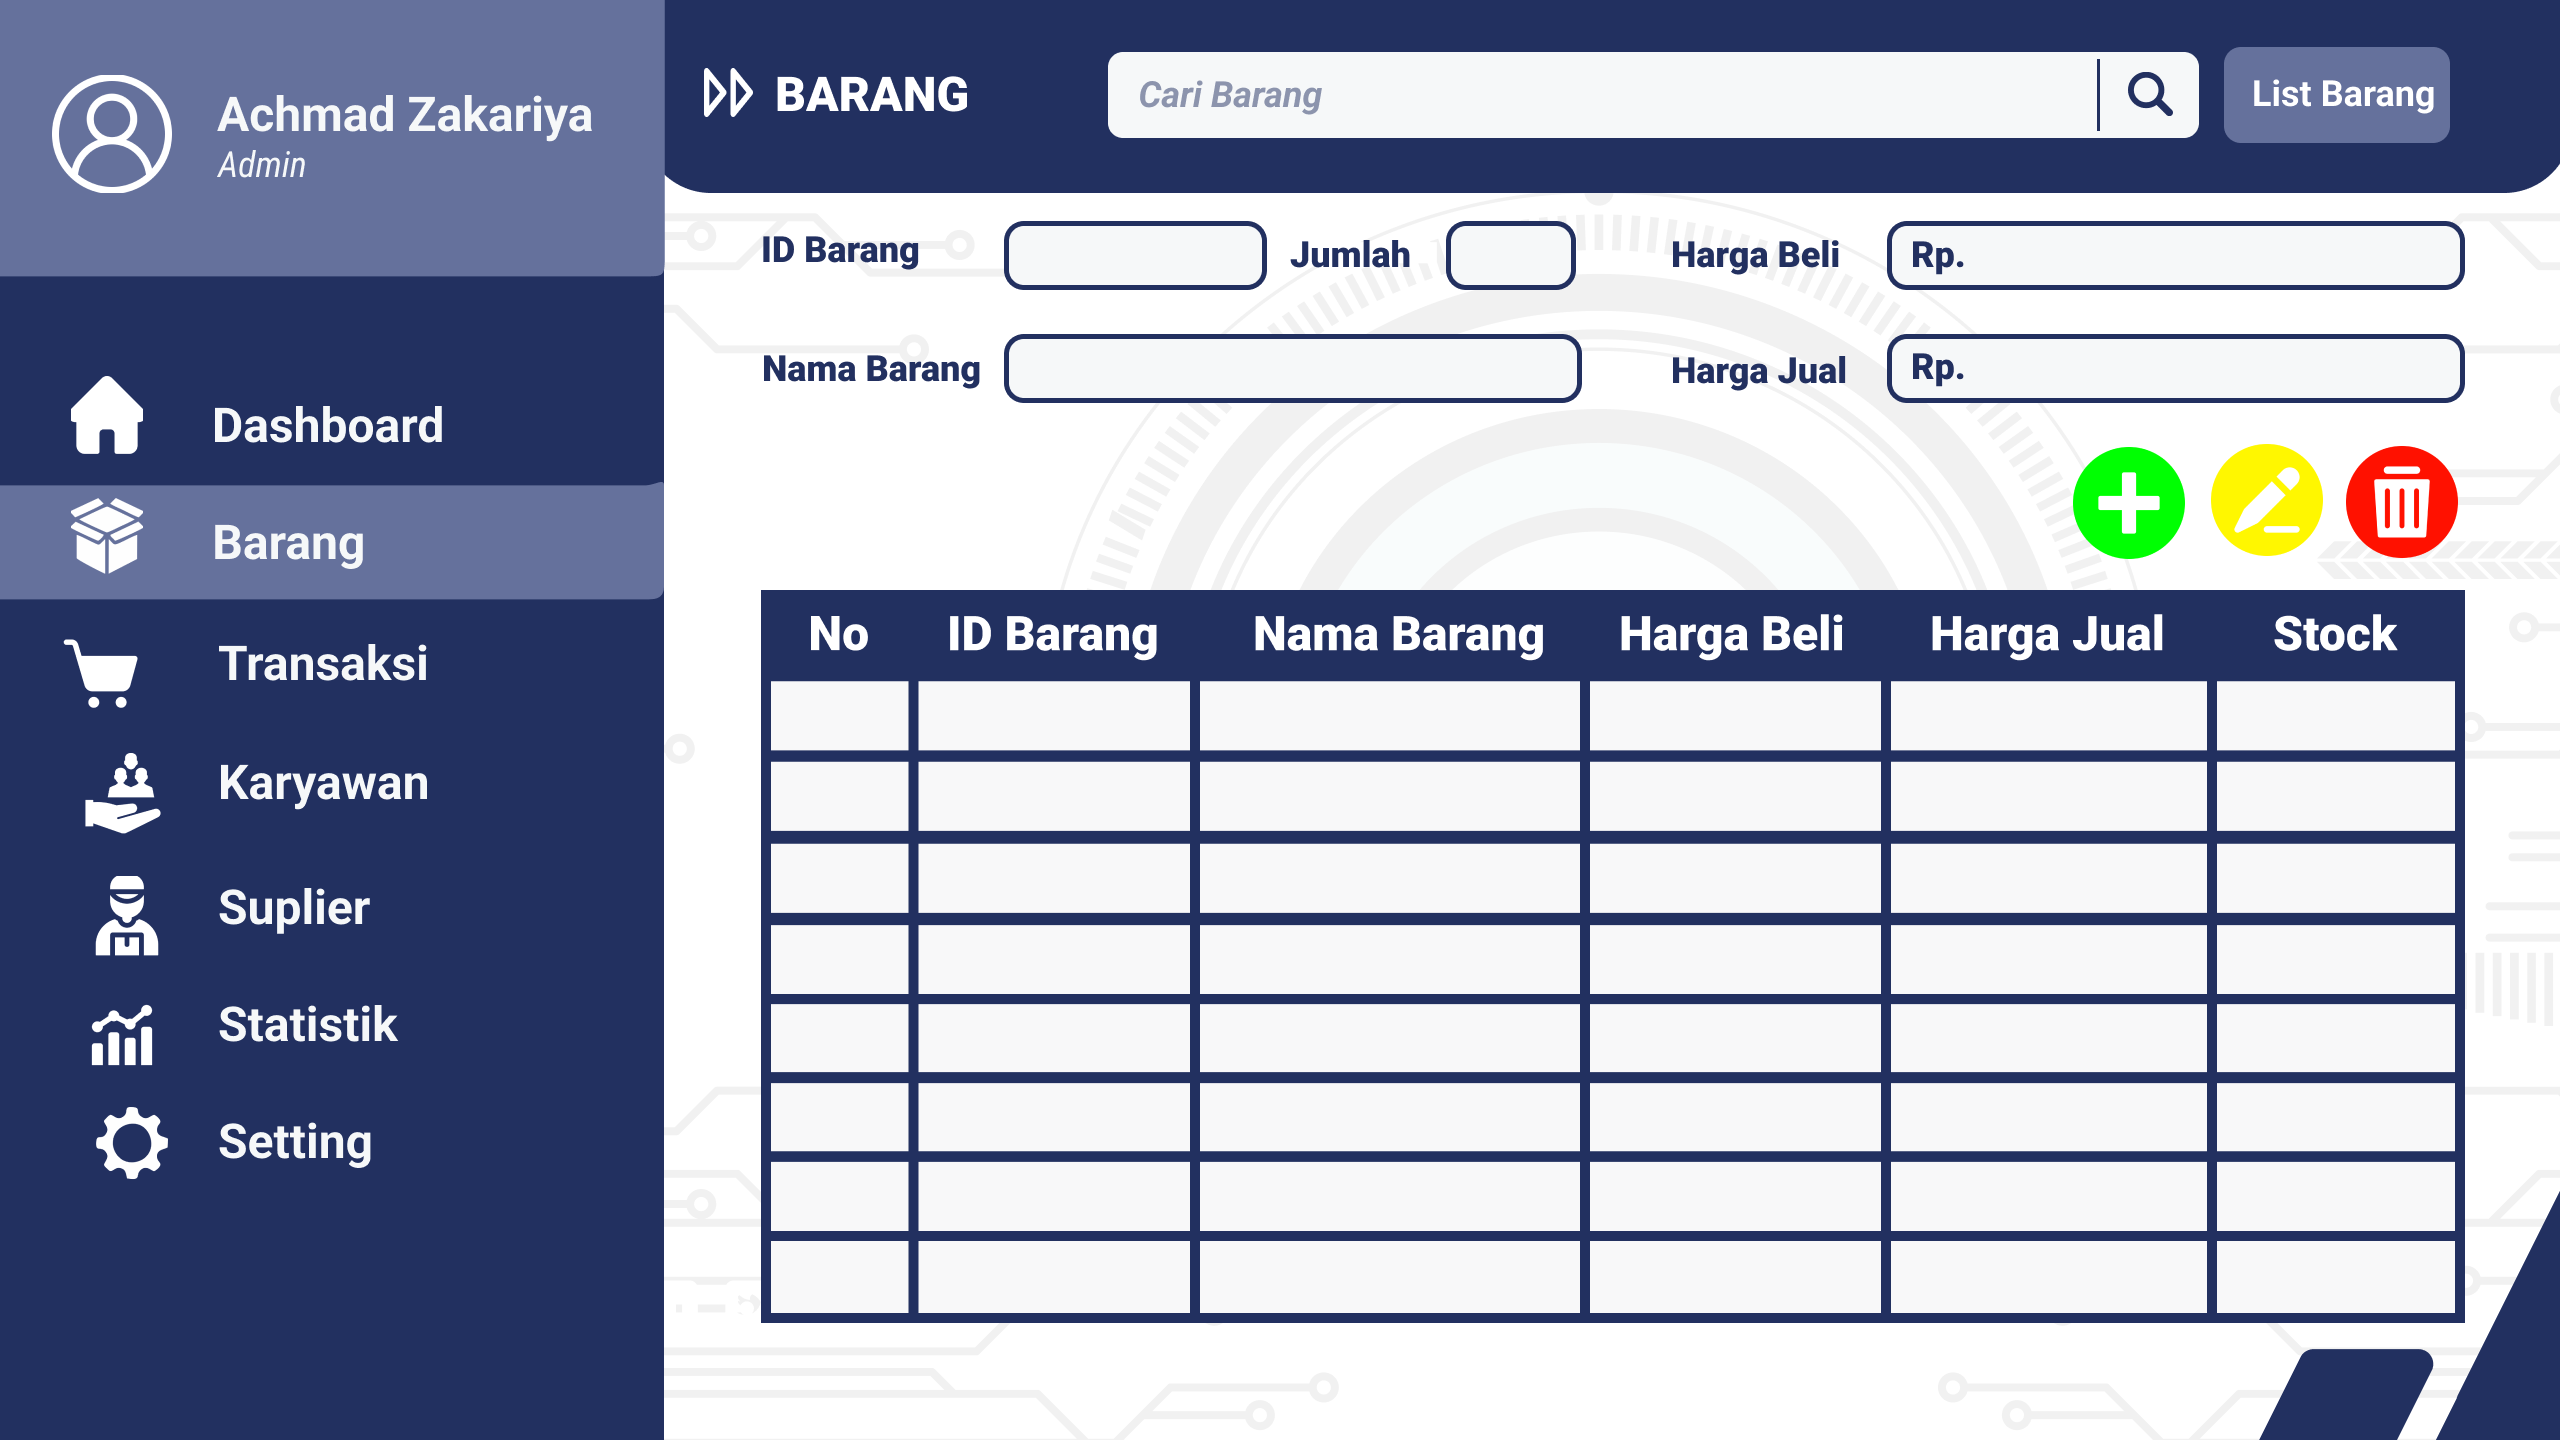 Achmad Zakariya
Admin
Dashboard
Barang
Transaksi
Karyawan
Suplier
Statistik
Setting
BARANG
Cari Barang
List Barang
ID Barang
Jumlah
Harga Beli
Rp.
Nama Barang
Harga Jual
Rp.
No
ID Barang
Nama Barang
Harga Beli
Harga Jual
Stock